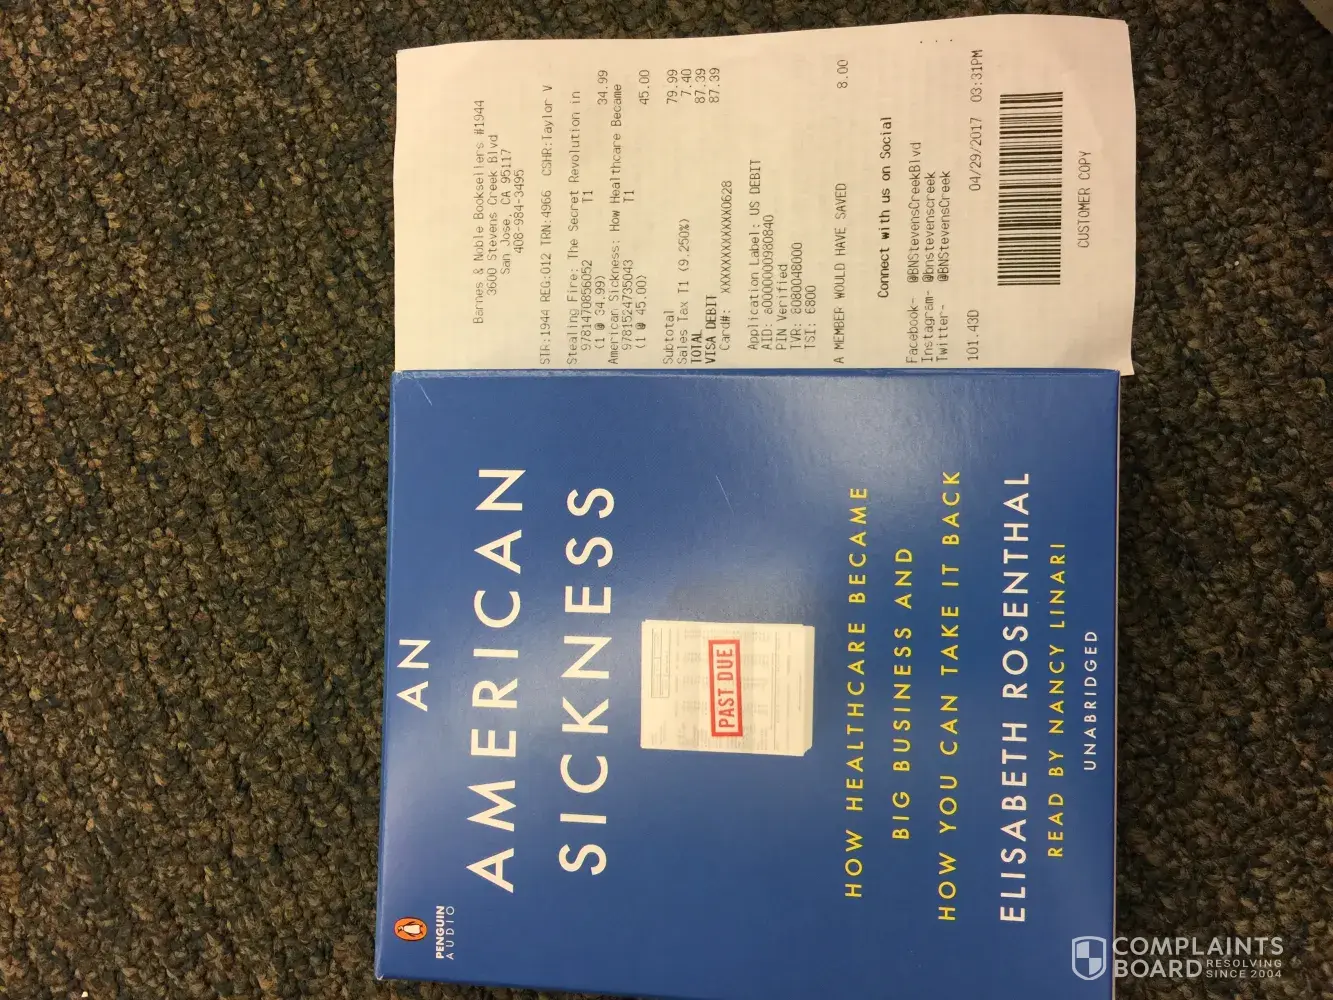 Barnes & Noble Booksellers #1944
3600 Stevens Creek Blvd
San Jose, CA 95117
408-984-3495
STR:1944 REG:012 TRN:4966 CSHR:Taylor V
Stealing Fire: The Secret Revolution in
9781470856052 T1 34.99
(1 @ 34.99)
American Sickness: How Healthcare Became
9781524735043 T1 45.00
(1 @ 45.00)
Subtotal 79.99
Sales Tax T1 (9.250%) 7.40
TOTAL 87.39
VISA DEBIT 87.39
Card#: XXXXXXXXXXXX0628
Application Label: US DEBIT
AID: a0000000980840
PIN Verified
TVR: 8080048000
TSI: 6800
A MEMBER WOULD HAVE SAVED 8.00
Connect with us on Social
Facebook- @BNStevensCreekBlvd
Instagram- @bnstevenscreek
Twitter- @BNStevensCreek
101.43D 04/29/2017 03:31PM
CUSTOMER COPY
AN
AMERICAN
SICKNESS
PAST DUE
HOW HEALTHCARE BECAME
BIG BUSINESS AND
HOW YOU CAN TAKE IT BACK
ELISABETH ROSENTHAL
READ BY NANCY LINARI
UNABRIDGED
PENGUIN
AUDIO
COMPLAINTS
BOARD RESOLVING
SINCE 2004